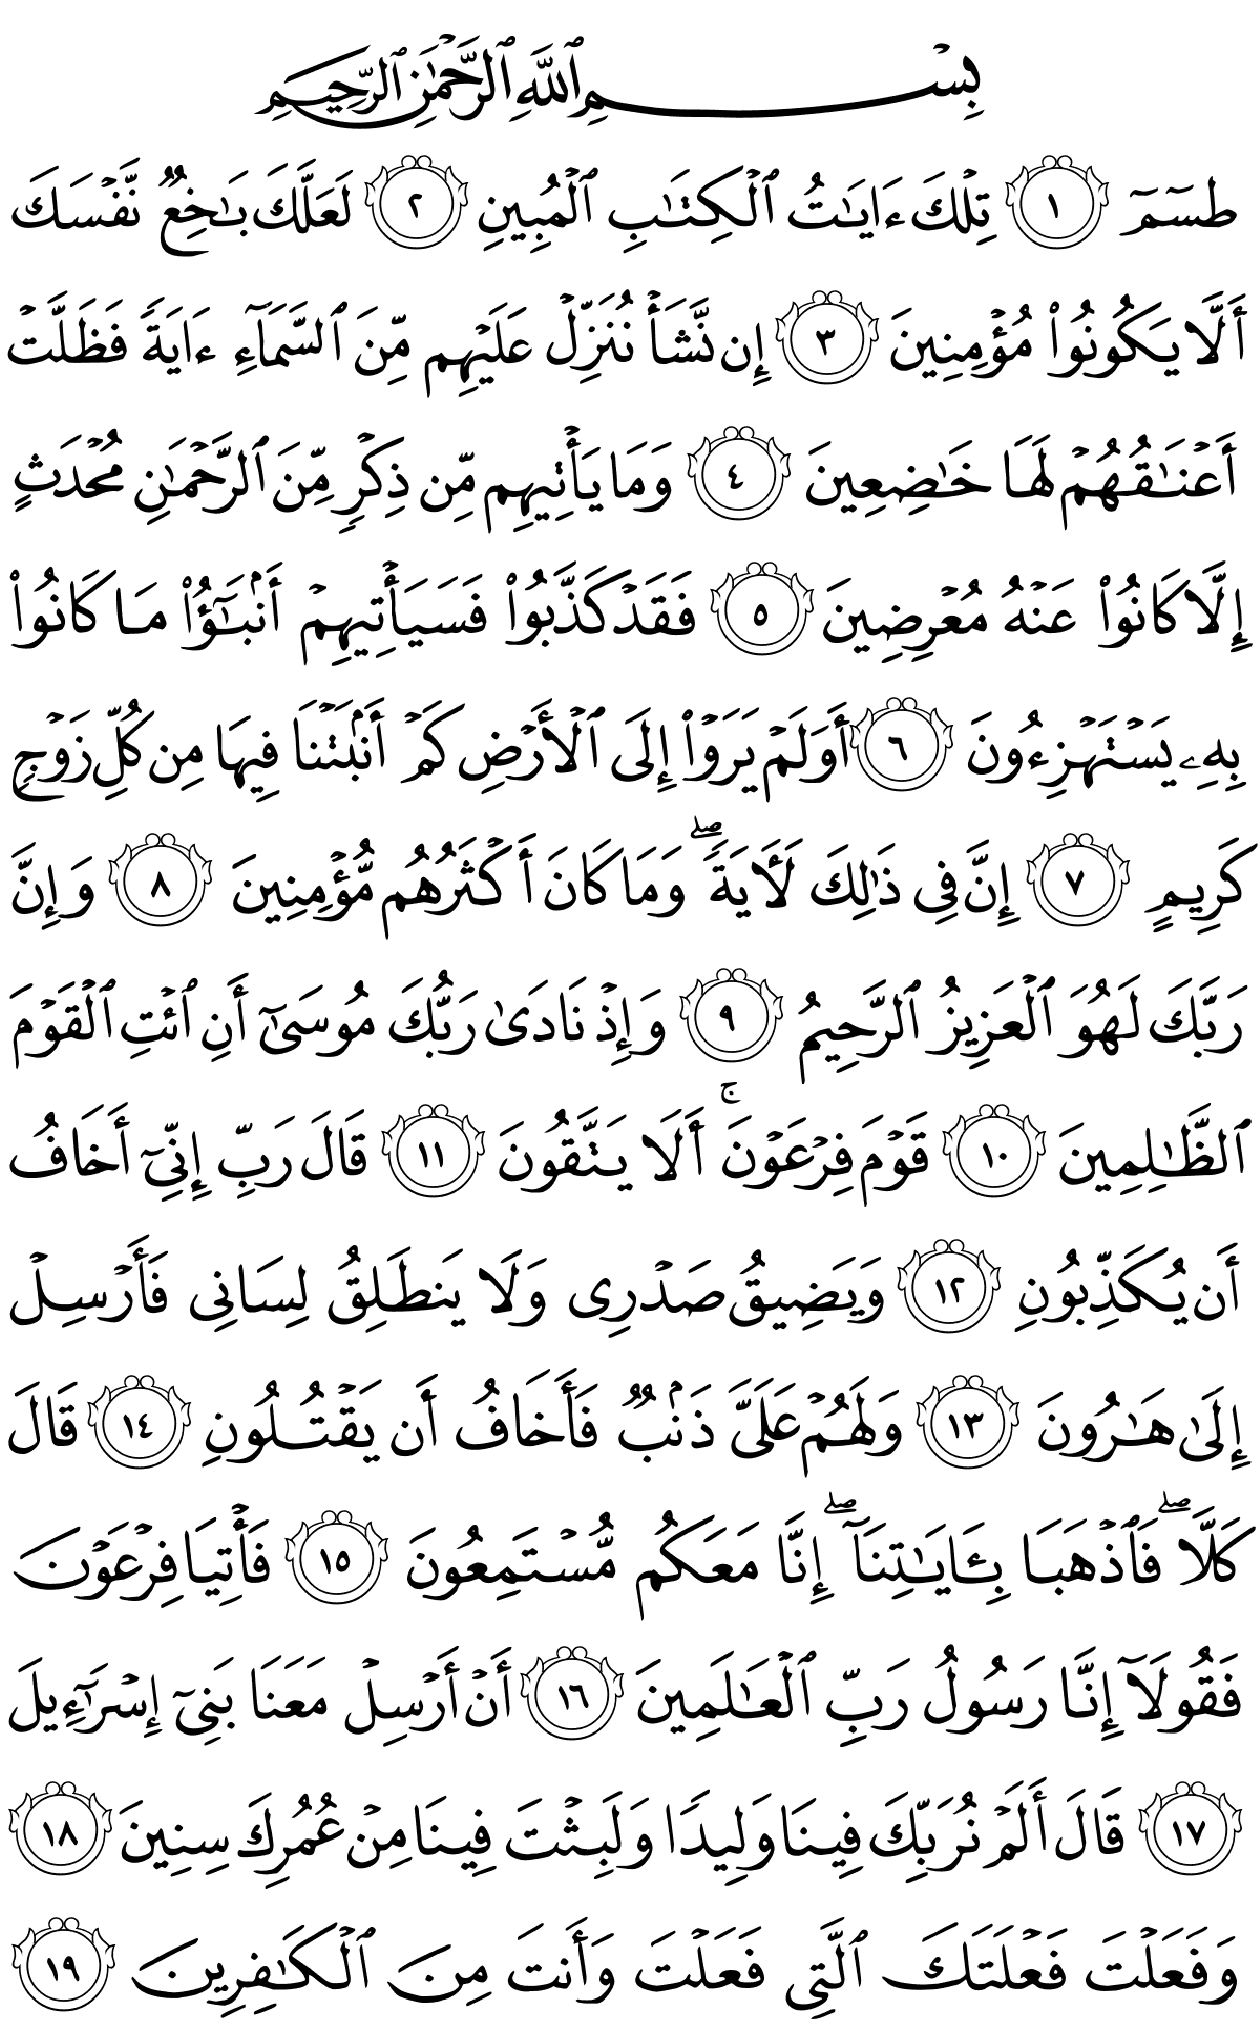 بِسْمِ ٱللَّهِ ٱلرَّحْمَٰنِ ٱلرَّحِيمِ
طسٓمٓ ١ تِلْكَ ءَايَٰتُ ٱلْكِتَٰبِ ٱلْمُبِينِ ٢ لَعَلَّكَ بَٰخِعٌ نَّفْسَكَ
أَلَّا يَكُونُوا۟ مُؤْمِنِينَ ٣ إِن نَّشَأْ نُنَزِّلْ عَلَيْهِم مِّنَ ٱلسَّمَآءِ ءَايَةً فَظَلَّتْ
أَعْنَٰقُهُمْ لَهَا خَٰضِعِينَ ٤ وَمَا يَأْتِيهِم مِّن ذِكْرٍ مِّنَ ٱلرَّحْمَٰنِ مُحْدَثٍ
إِلَّا كَانُوا۟ عَنْهُ مُعْرِضِينَ ٥ فَقَدْ كَذَّبُوا۟ فَسَيَأْتِيهِمْ أَنۢبَٰٓؤُا۟ مَا كَانُوا۟
بِهِۦ يَسْتَهْزِءُونَ ٦ أَوَلَمْ يَرَوْا۟ إِلَى ٱلْأَرْضِ كَمْ أَنۢبَتْنَا فِيهَا مِن كُلِّ زَوْجٍ
كَرِيمٍ ٧ إِنَّ فِى ذَٰلِكَ لَـَٔايَةً ۖ وَمَا كَانَ أَكْثَرُهُم مُّؤْمِنِينَ ٨ وَإِنَّ
رَبَّكَ لَهُوَ ٱلْعَزِيزُ ٱلرَّحِيمُ ٩ وَإِذْ نَادَىٰ رَبُّكَ مُوسَىٰٓ أَنِ ٱئْتِ ٱلْقَوْمَ
ٱلظَّٰلِمِينَ ١٠ قَوْمَ فِرْعَوْنَ ۚ أَلَا يَتَّقُونَ ١١ قَالَ رَبِّ إِنِّىٓ أَخَافُ
أَن يُكَذِّبُونِ ١٢ وَيَضِيقُ صَدْرِى وَلَا يَنطَلِقُ لِسَانِى فَأَرْسِلْ
إِلَىٰ هَٰرُونَ ١٣ وَلَهُمْ عَلَىَّ ذَنۢبٌ فَأَخَافُ أَن يَقْتُلُونِ ١٤ قَالَ
كَلَّا ۖ فَٱذْهَبَا بِـَٔايَٰتِنَآ ۖ إِنَّا مَعَكُم مُّسْتَمِعُونَ ١٥ فَأْتِيَا فِرْعَوْنَ
فَقُولَآ إِنَّا رَسُولُ رَبِّ ٱلْعَٰلَمِينَ ١٦ أَنْ أَرْسِلْ مَعَنَا بَنِىٓ إِسْرَٰٓءِيلَ
١٧ قَالَ أَلَمْ نُرَبِّكَ فِينَا وَلِيدًا وَلَبِثْتَ فِينَا مِنْ عُمُرِكَ سِنِينَ ١٨
وَفَعَلْتَ فَعْلَتَكَ ٱلَّتِى فَعَلْتَ وَأَنتَ مِنَ ٱلْكَٰفِرِينَ ١٩